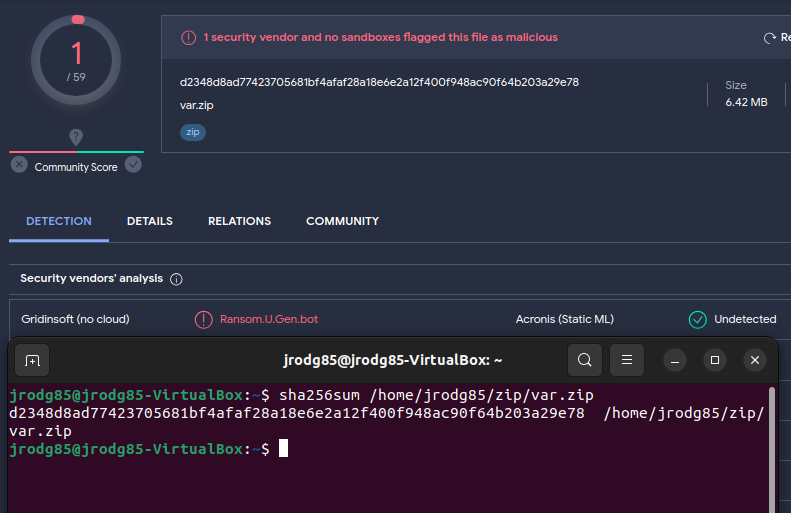 1
/ 59
?
Community Score
1 security vendor and no sandboxes flagged this file as malicious
d2348d8ad77423705681bf4afaf28a18e6e2a12f400f948ac90f64b203a29e78
var.zip
zip
Size
6.42 MB
DETECTION DETAILS RELATIONS COMMUNITY
Security vendors' analysis
Gridinsoft (no cloud) Ransom.U.Gen.bot Acronis (Static ML) Undetected
jrodg85@jrodg85-VirtualBox: ~
jrodg85@jrodg85-VirtualBox:~$ sha256sum /home/jrodg85/zip/var.zip
d2348d8ad77423705681bf4afaf28a18e6e2a12f400f948ac90f64b203a29e78  /home/jrodg85/zip/
var.zip
jrodg85@jrodg85-VirtualBox:~$